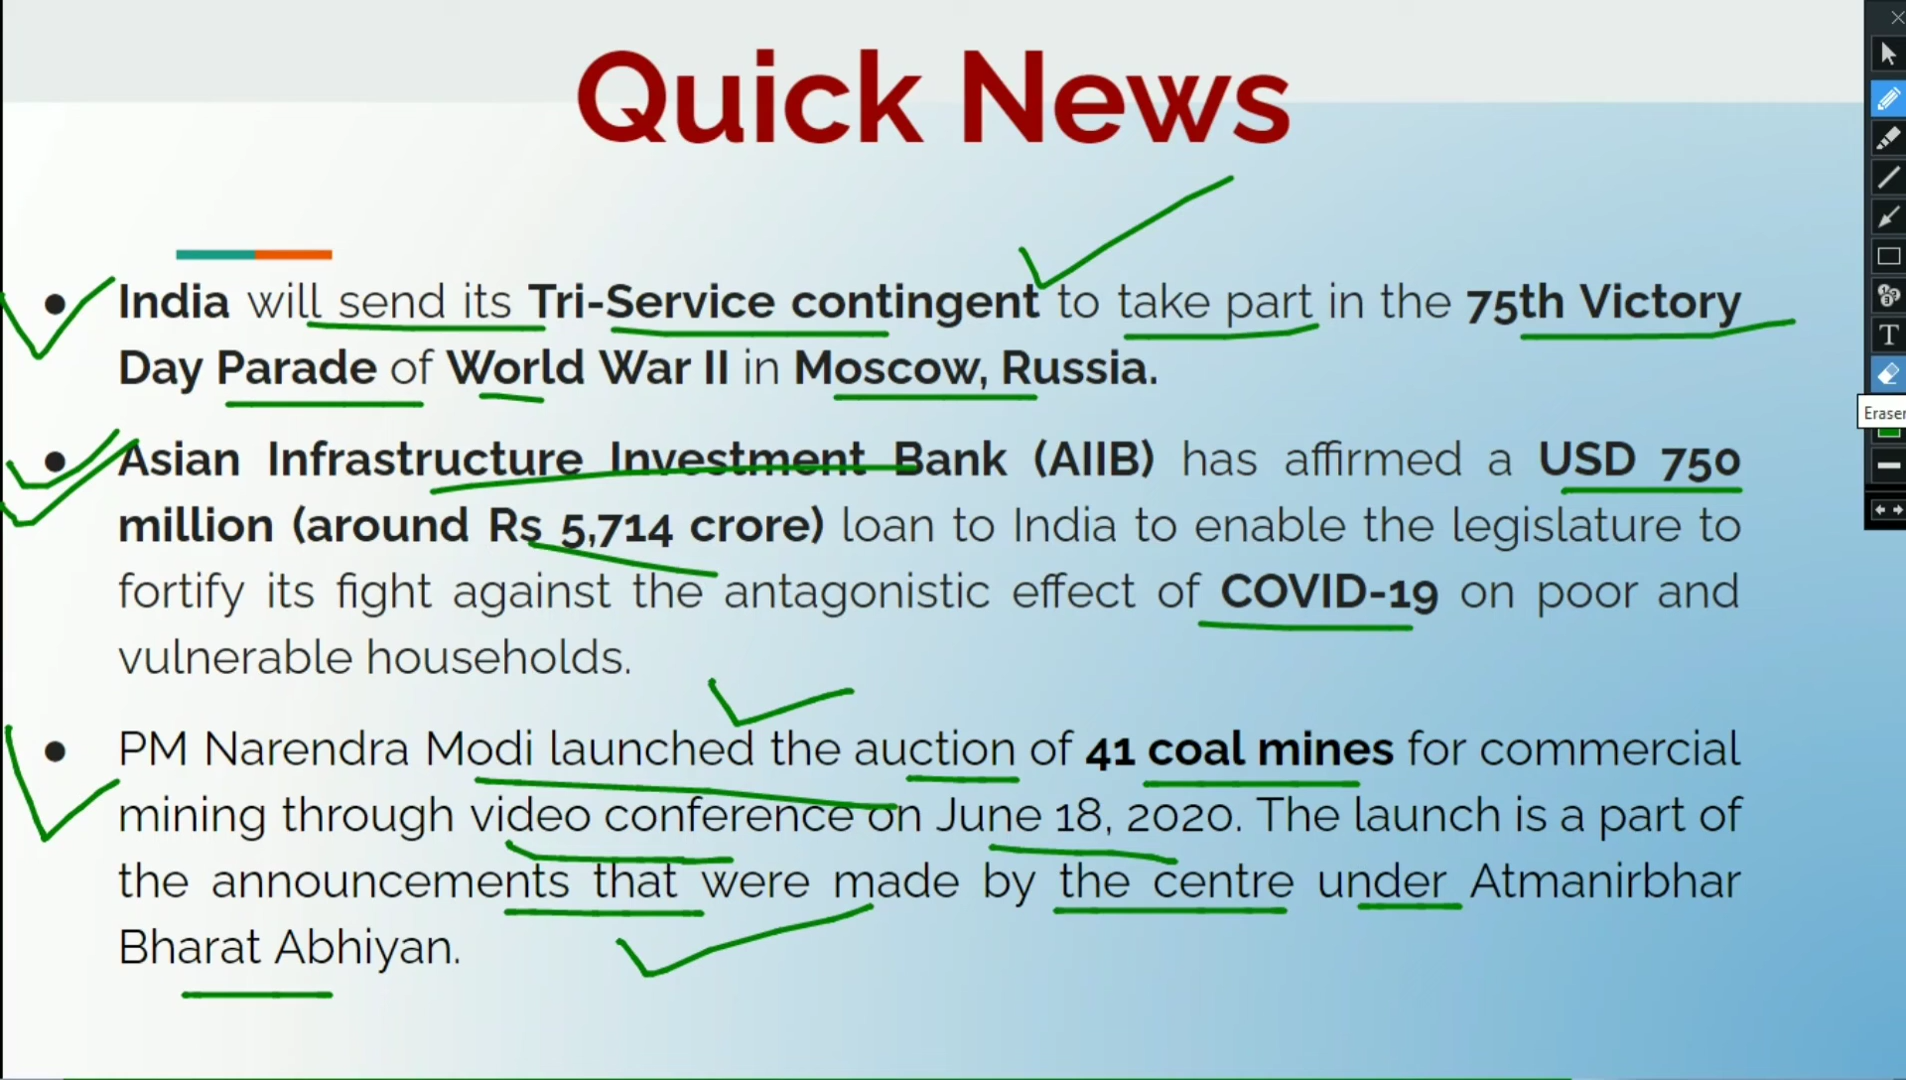 Quick News
● India will send its Tri-Service contingent to take part in the 75th Victory
Day Parade of World War II in Moscow, Russia.
● Asian Infrastructure Investment Bank (AIIB) has affirmed a USD 750
million (around Rs 5,714 crore) loan to India to enable the legislature to
fortify its fight against the antagonistic effect of COVID-19 on poor and
vulnerable households.
● PM Narendra Modi launched the auction of 41 coal mines for commercial
mining through video conference on June 18, 2020. The launch is a part of
the announcements that were made by the centre under Atmanirbhar
Bharat Abhiyan.
T
Eraser